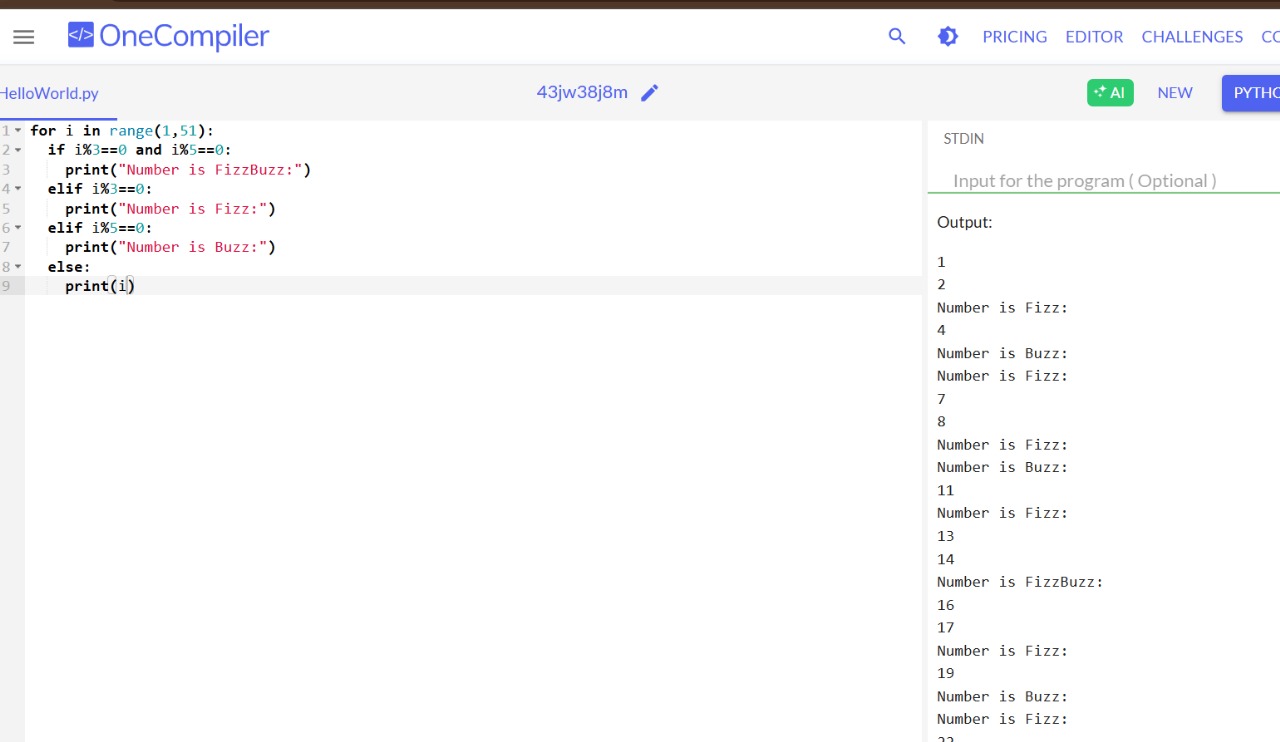 </> OneCompiler
PRICING EDITOR CHALLENGES CO
HelloWorld.py
43jw38j8m
AI NEW PYTHO
1 for i in range(1,51):
2 if i%3==0 and i%5==0:
3 print("Number is FizzBuzz:")
4 elif i%3==0:
5 print("Number is Fizz:")
6 elif i%5==0:
7 print("Number is Buzz:")
8 else:
9 print(i)
STDIN
Input for the program ( Optional )
Output:
1
2
Number is Fizz:
4
Number is Buzz:
Number is Fizz:
7
8
Number is Fizz:
Number is Buzz:
11
Number is Fizz:
13
14
Number is FizzBuzz:
16
17
Number is Fizz:
19
Number is Buzz:
Number is Fizz:
22